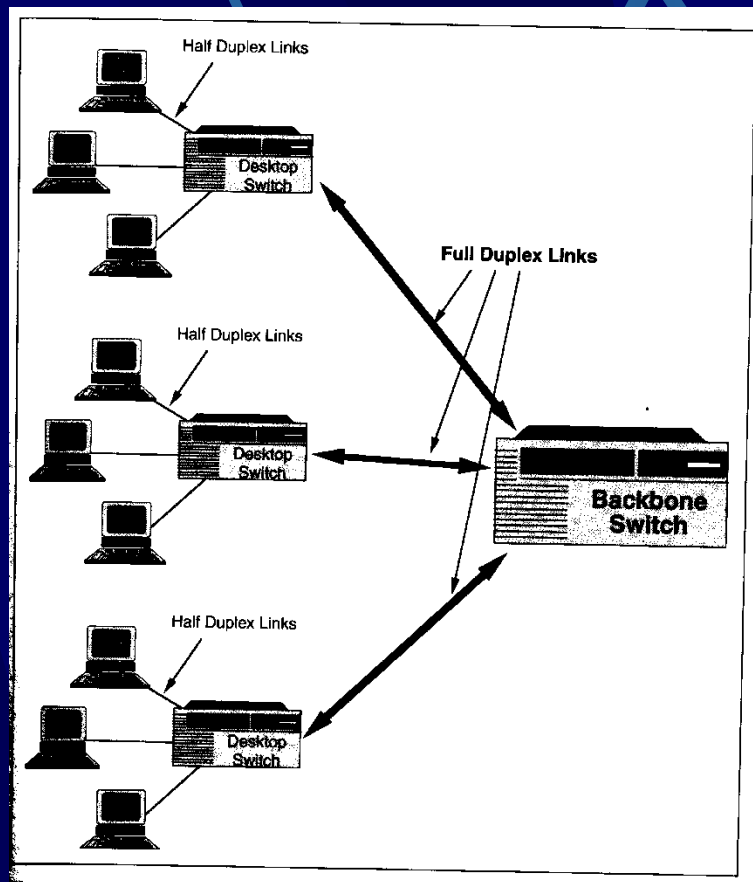 Half Duplex Links
Desktop
Switch
Full Duplex Links
Half Duplex Links
Desktop
Switch
Backbone
Switch
Half Duplex Links
Desktop
Switch